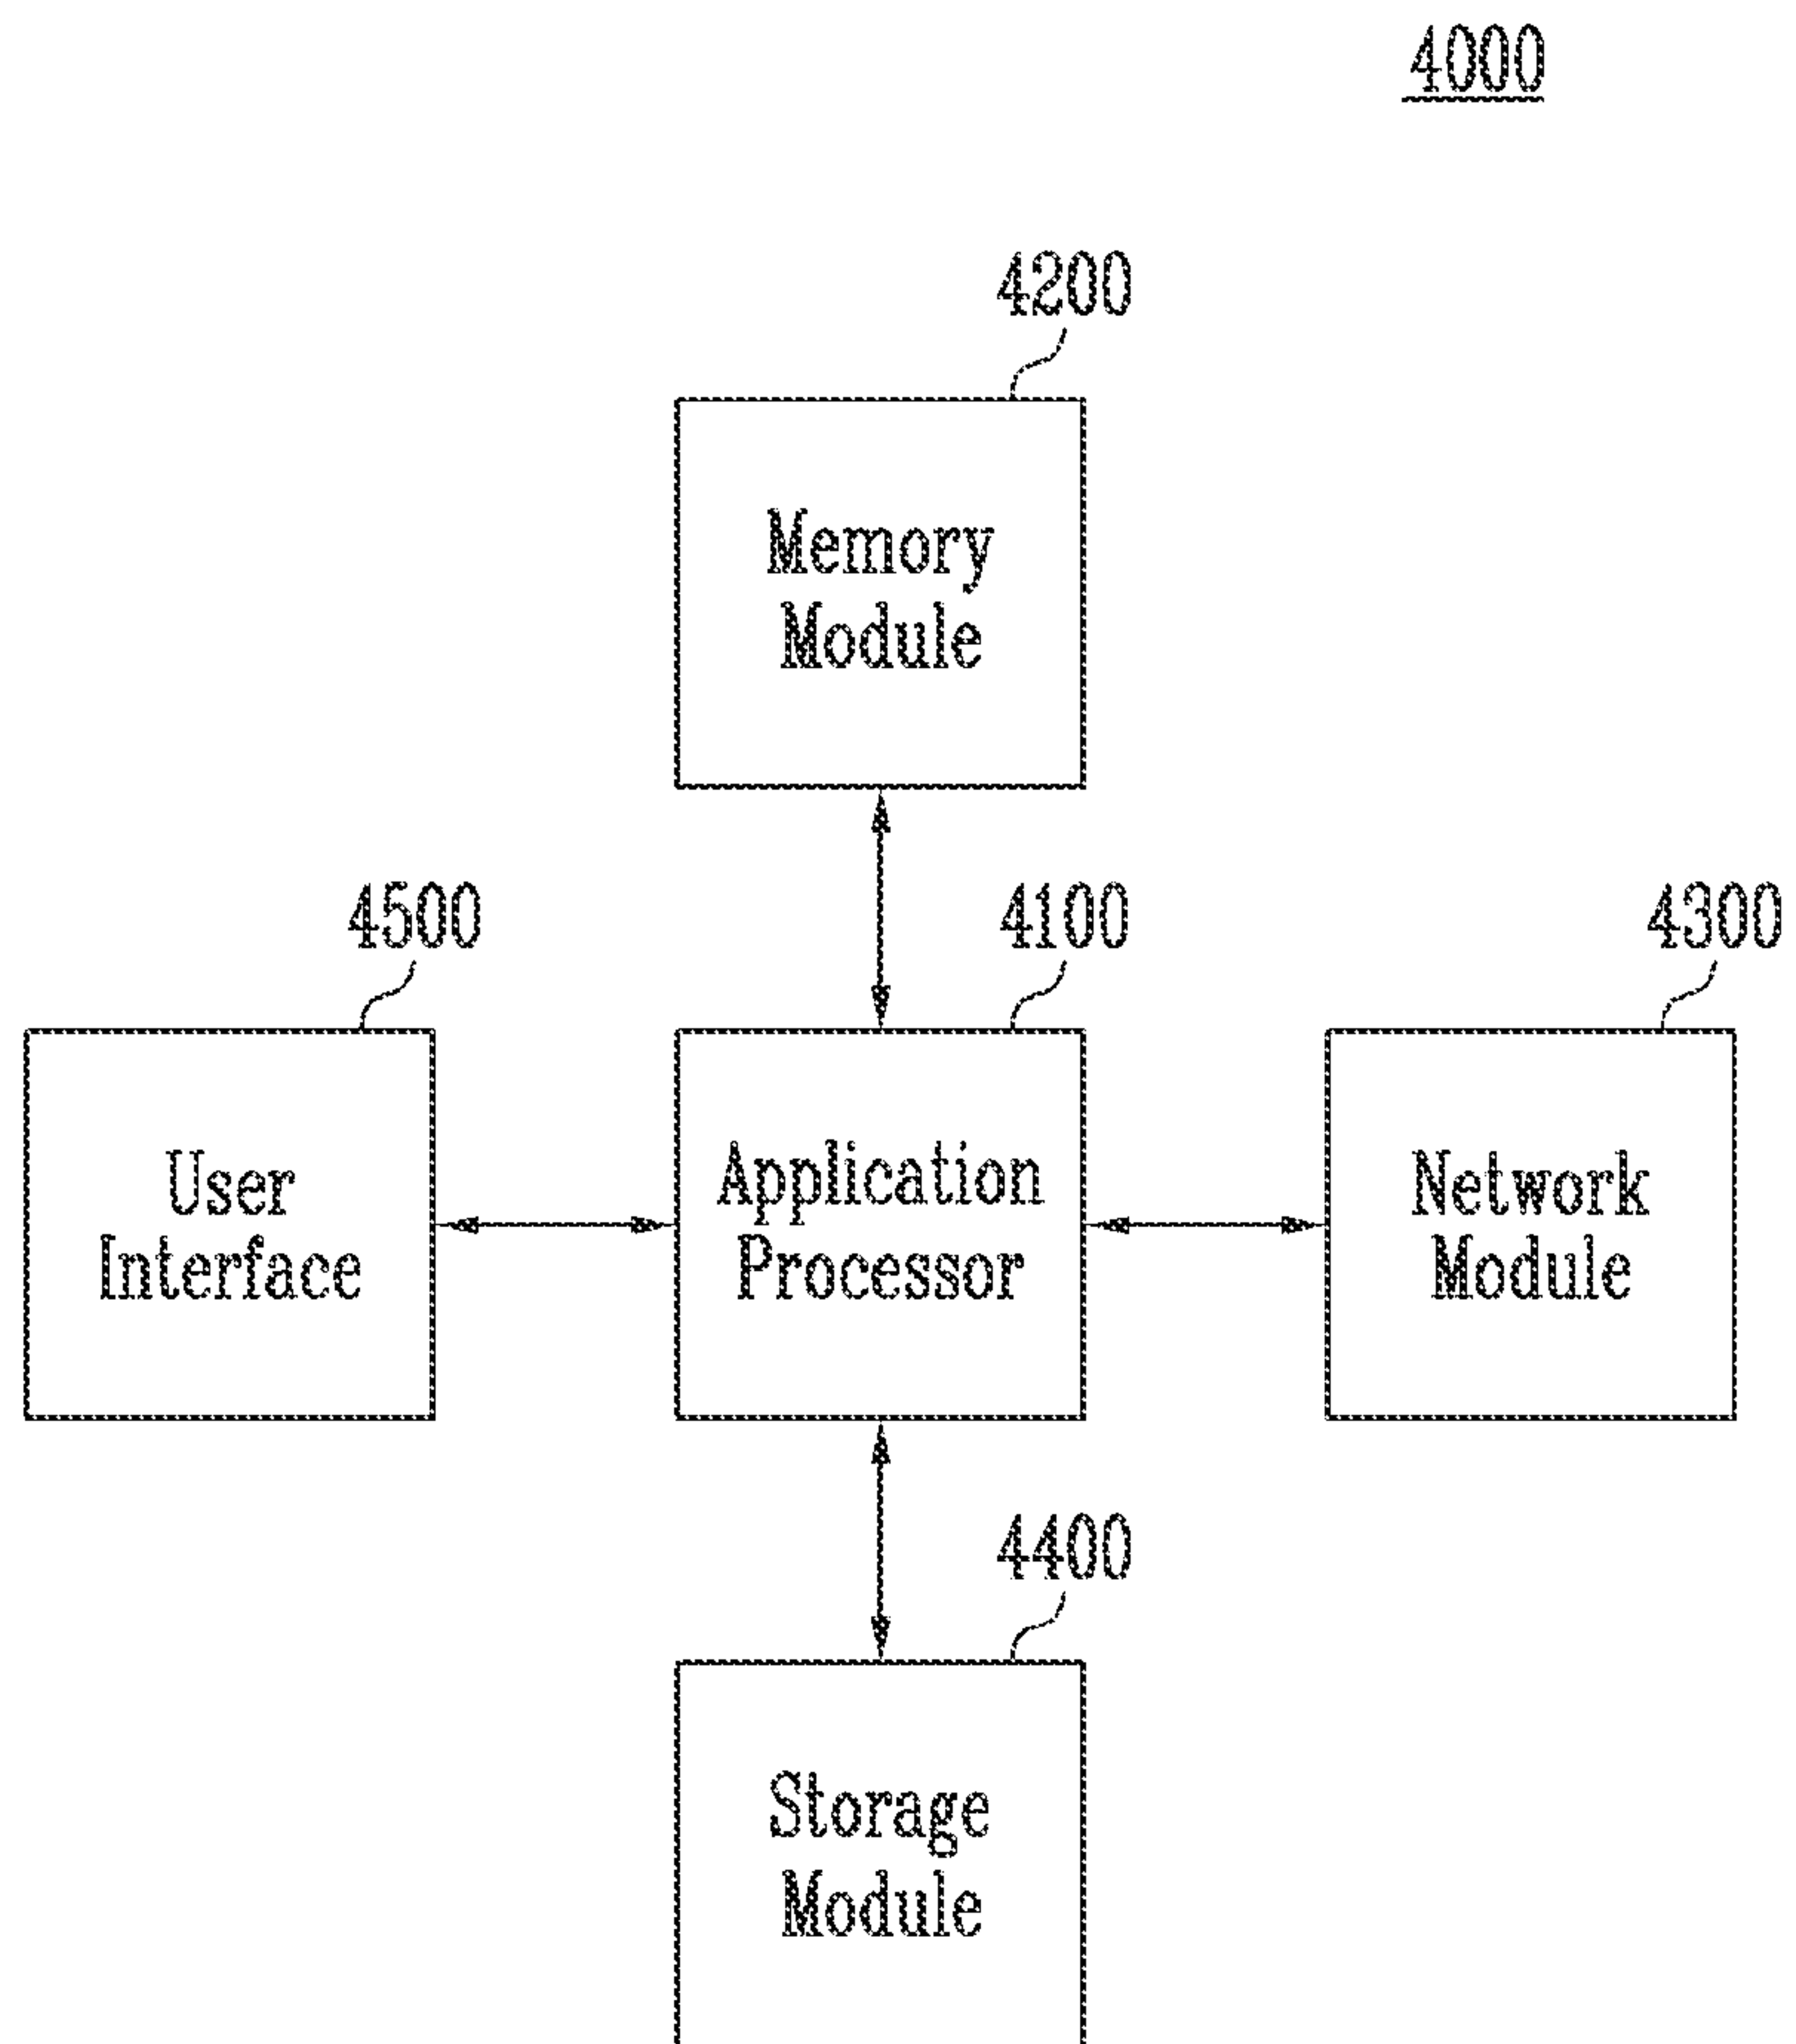 4000
4200
Memory
Module
4500
4100
4300
User
Interface
Application
Processor
Network
Module
4400
Storage
Module